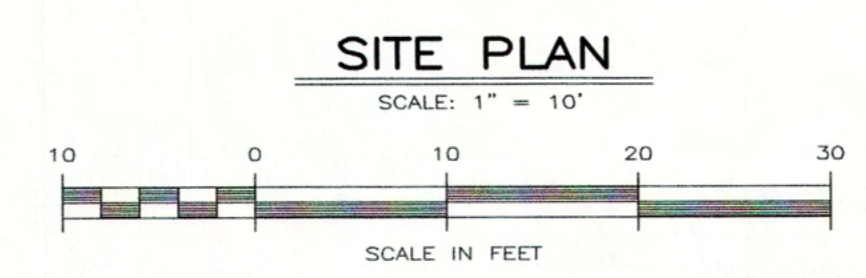 SITE PLAN
SCALE: 1" = 10'
10 0 10 20 30
SCALE IN FEET